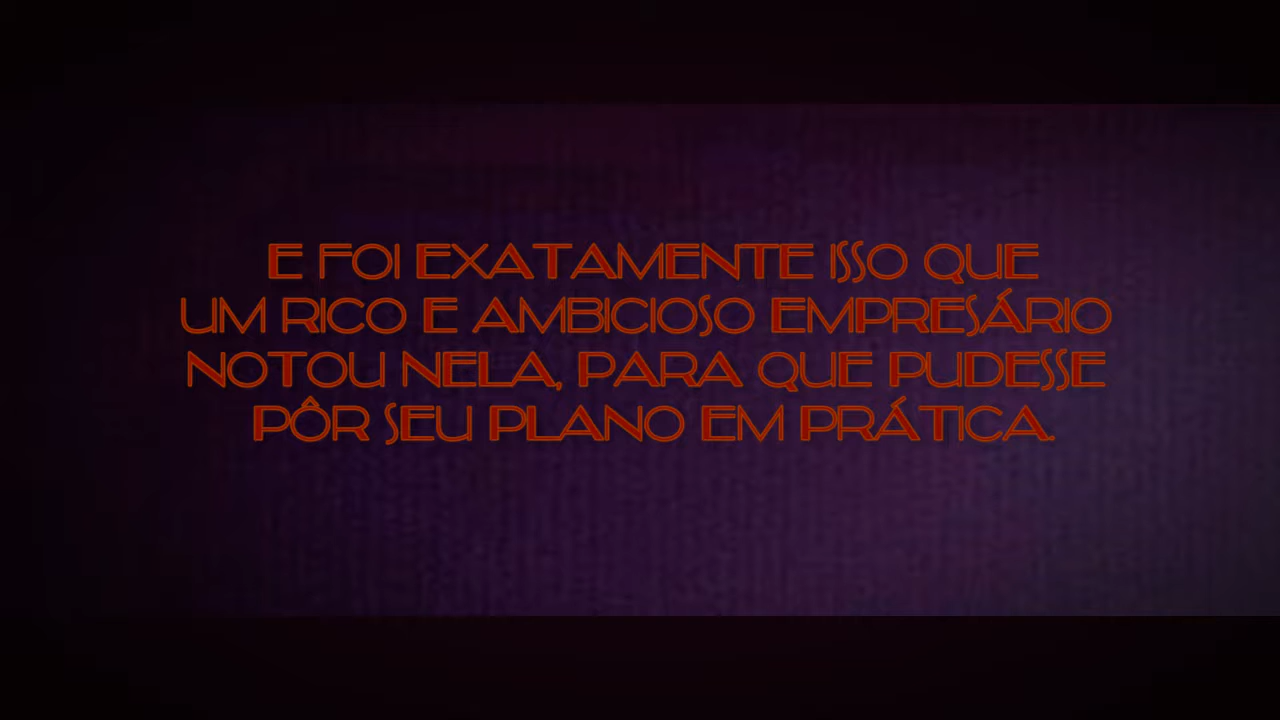 E FOI EXATAMENTE ISSO QUE
UM RICO E AMBICIOSO EMPRESÁRIO
NOTOU NELA, PARA QUE PUDESSE
PÔR SEU PLANO EM PRÁTICA.